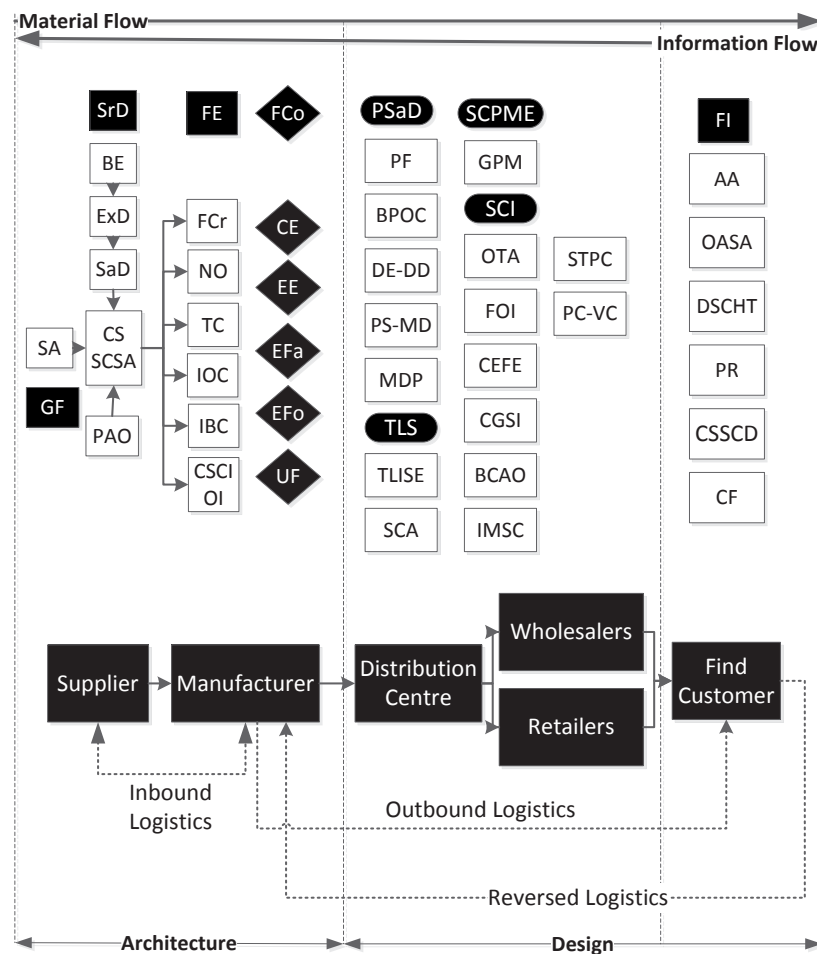 Material Flow
Information Flow
SrD
BE
ExD
SaD
SA
CS
SCSA
GF
PAO
FE
FCr
NO
TC
IOC
IBC
CSCI
OI
FCo
CE
EE
EFa
EFo
UF
PSaD
PF
BPOC
DE-DD
PS-MD
MDP
TLS
TLISE
SCA
SCPME
GPM
SCI
OTA
FOI
CEFE
CGSI
BCAO
IMSC
STPC
PC-VC
FI
AA
OASA
DSCHT
PR
CSSCD
CF
Supplier
Manufacturer
Distribution
Centre
Wholesalers
Retailers
Find
Customer
Inbound
Logistics
Outbound Logistics
Reversed Logistics
Architecture
Design